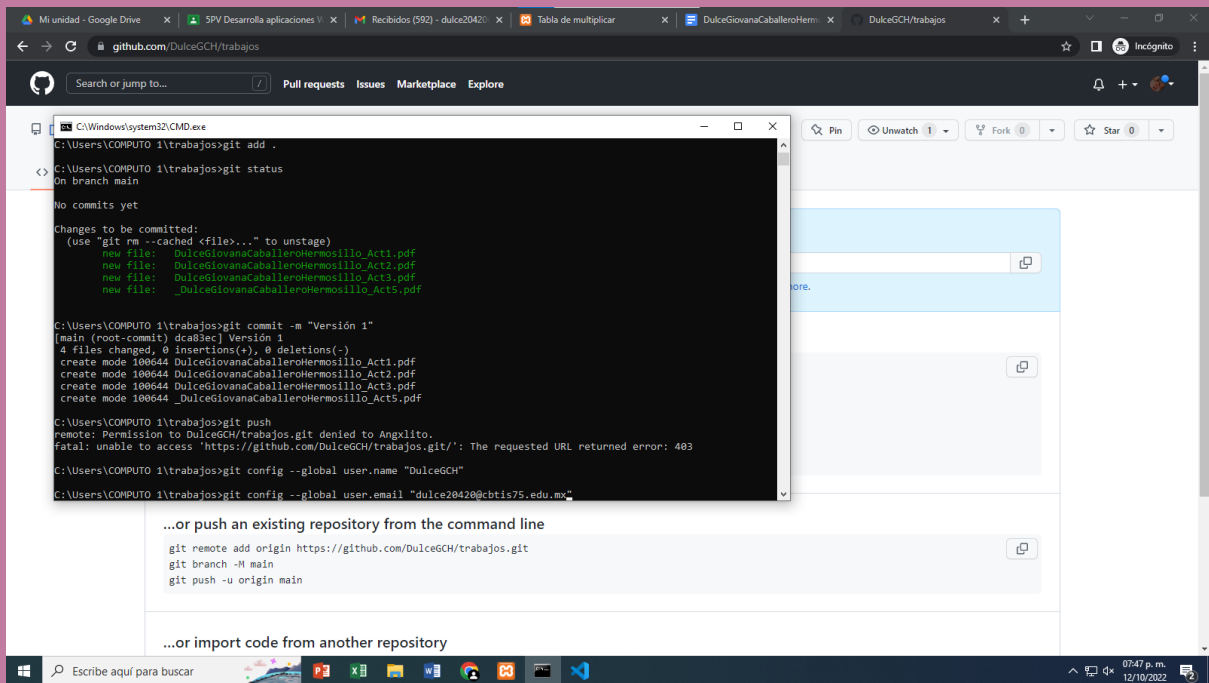 Mi unidad - Google Drive
5PV Desarrolla aplicaciones W
Recibidos (592) - dulce20420
Tabla de multiplicar
DulceGiovanaCaballeroHerm
DulceGCH/trabajos
github.com/DulceGCH/trabajos
Incógnito
Search or jump to...
/
Pull requests Issues Marketplace Explore
C:\Windows\system32\CMD.exe
Pin
Unwatch 1
Fork 0
Star 0
C:\Users\COMPUTO 1\trabajos>git add .
C:\Users\COMPUTO 1\trabajos>git status
On branch main
No commits yet
Changes to be committed:
(use "git rm --cached <file>..." to unstage)
new file: DulceGiovanaCaballeroHermosillo_Act1.pdf
new file: DulceGiovanaCaballeroHermosillo_Act2.pdf
new file: DulceGiovanaCaballeroHermosillo_Act3.pdf
new file: _DulceGiovanaCaballeroHermosillo_Act5.pdf
ore.
C:\Users\COMPUTO 1\trabajos>git commit -m "Versión 1"
[main (root-commit) dca83ec] Versión 1
4 files changed, 0 insertions(+), 0 deletions(-)
create mode 100644 DulceGiovanaCaballeroHermosillo_Act1.pdf
create mode 100644 DulceGiovanaCaballeroHermosillo_Act2.pdf
create mode 100644 DulceGiovanaCaballeroHermosillo_Act3.pdf
create mode 100644 _DulceGiovanaCaballeroHermosillo_Act5.pdf
C:\Users\COMPUTO 1\trabajos>git push
remote: Permission to DulceGCH/trabajos.git denied to Angxlito.
fatal: unable to access 'https://github.com/DulceGCH/trabajos.git/': The requested URL returned error: 403
C:\Users\COMPUTO 1\trabajos>git config --global user.name "DulceGCH"
C:\Users\COMPUTO 1\trabajos>git config --global user.email "dulce20420@cbtis75.edu.mx"
...or push an existing repository from the command line
git remote add origin https://github.com/DulceGCH/trabajos.git
git branch -M main
git push -u origin main
...or import code from another repository
Escribe aquí para buscar
07:47 p. m.
12/10/2022
2